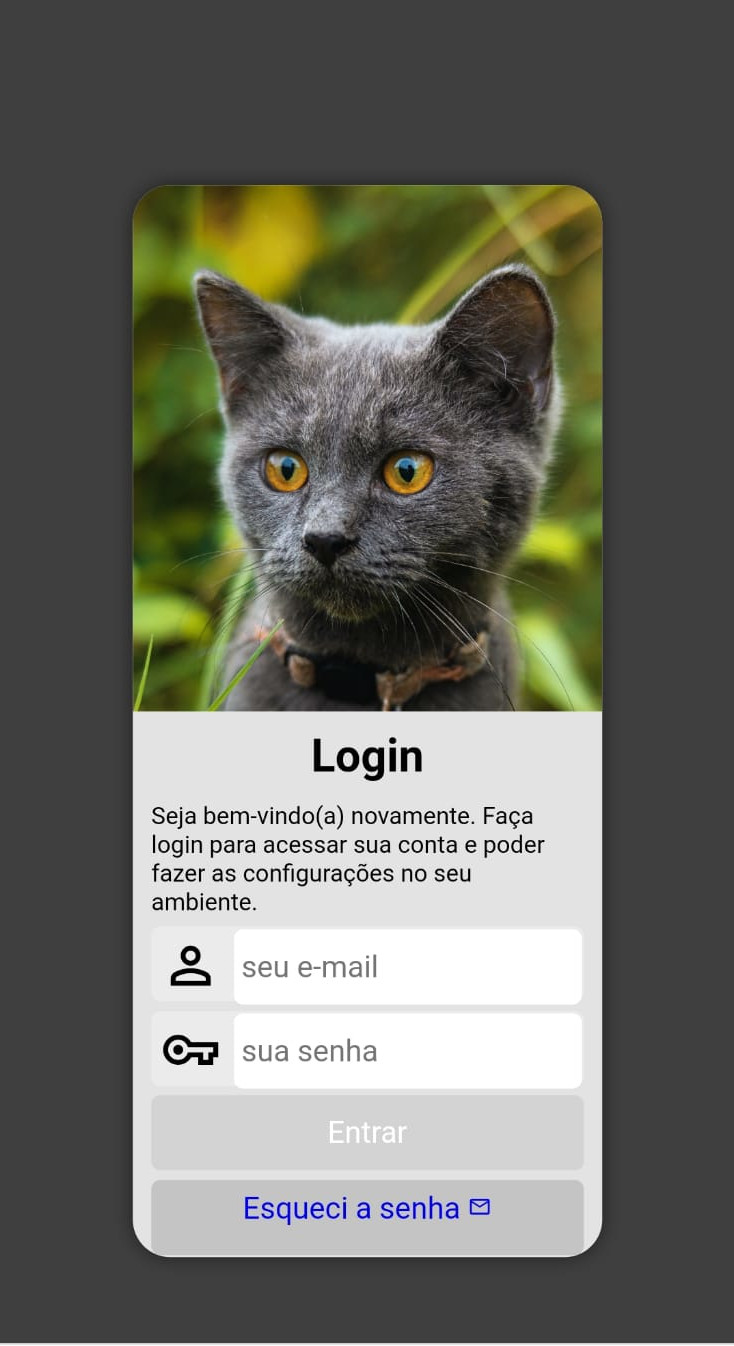 Login
Seja bem-vindo(a) novamente. Faça
login para acessar sua conta e poder
fazer as configurações no seu
ambiente.
seu e-mail
sua senha
Entrar
Esqueci a senha